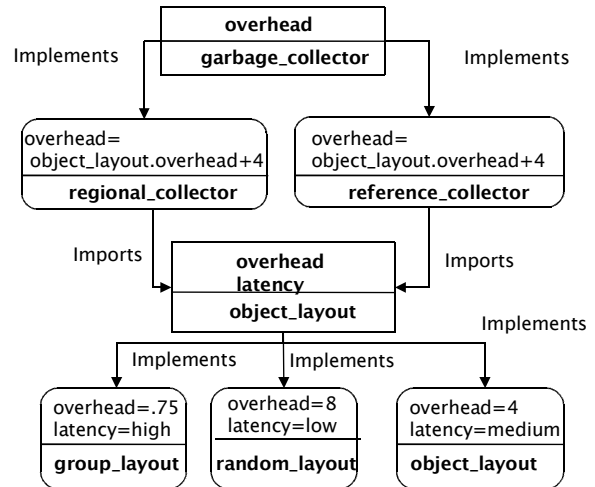 overhead
garbage_collector
Implements
Implements
overhead=
object_layout.overhead+4
regional_collector
overhead=
object_layout.overhead+4
reference_collector
Imports
Imports
overhead
latency
object_layout
Implements
Implements
Implements
overhead=.75
latency=high
group_layout
overhead=8
latency=low
random_layout
overhead=4
latency=medium
object_layout